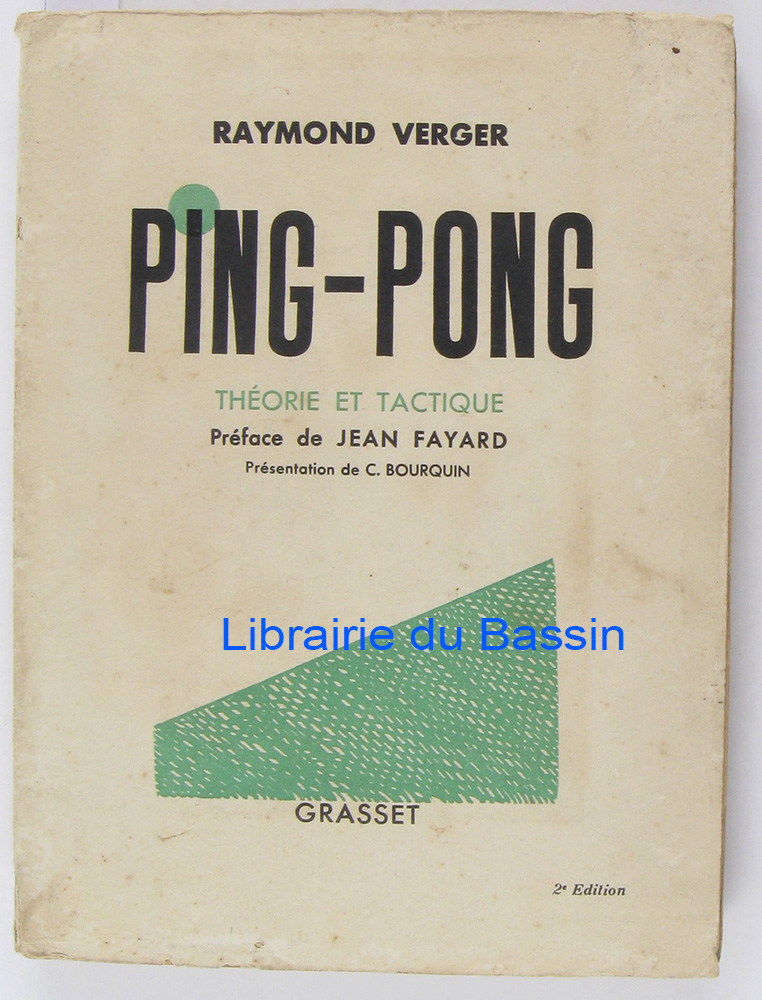 RAYMOND VERGER
PING-PONG
THÉORIE ET TACTIQUE
Préface de JEAN FAYARD
Présentation de C. BOURQUIN
Librairie du Bassin
GRASSET
2e Edition